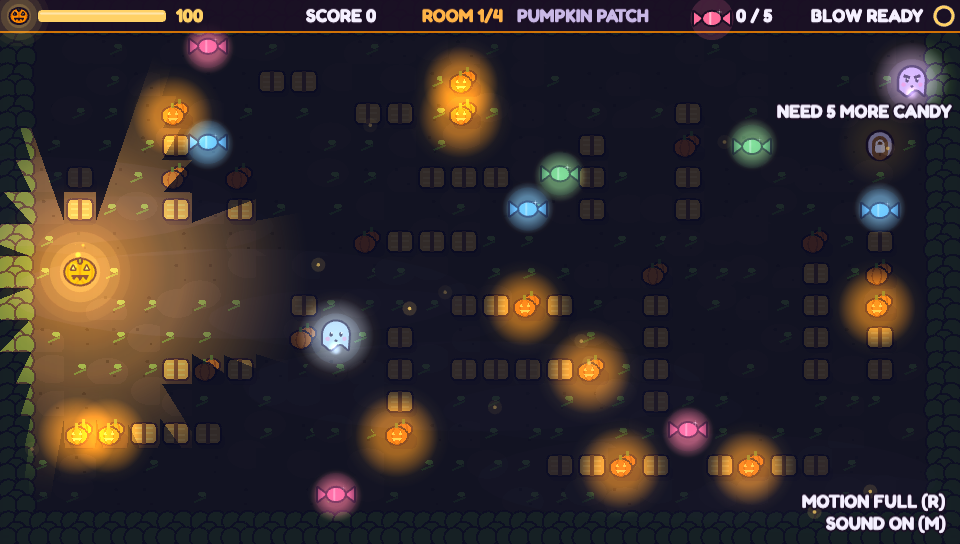 100 SCORE 0 ROOM 1/4 PUMPKIN PATCH 0 / 5 BLOW READY
NEED 5 MORE CANDY
MOTION FULL (R)
SOUND ON (M)